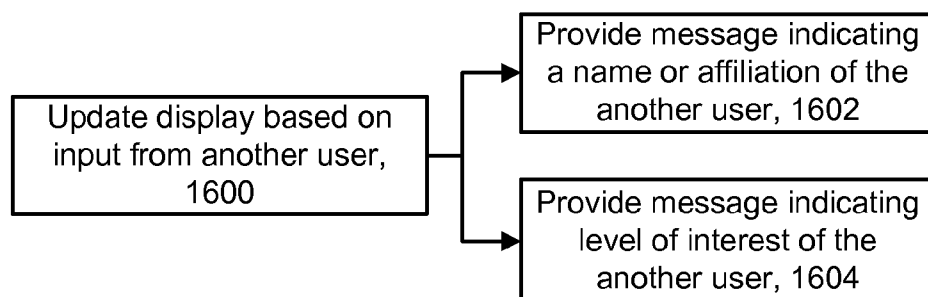 Update display based on
input from another user,
1600
Provide message indicating
a name or affiliation of the
another user, 1602
Provide message indicating
level of interest of the
another user, 1604